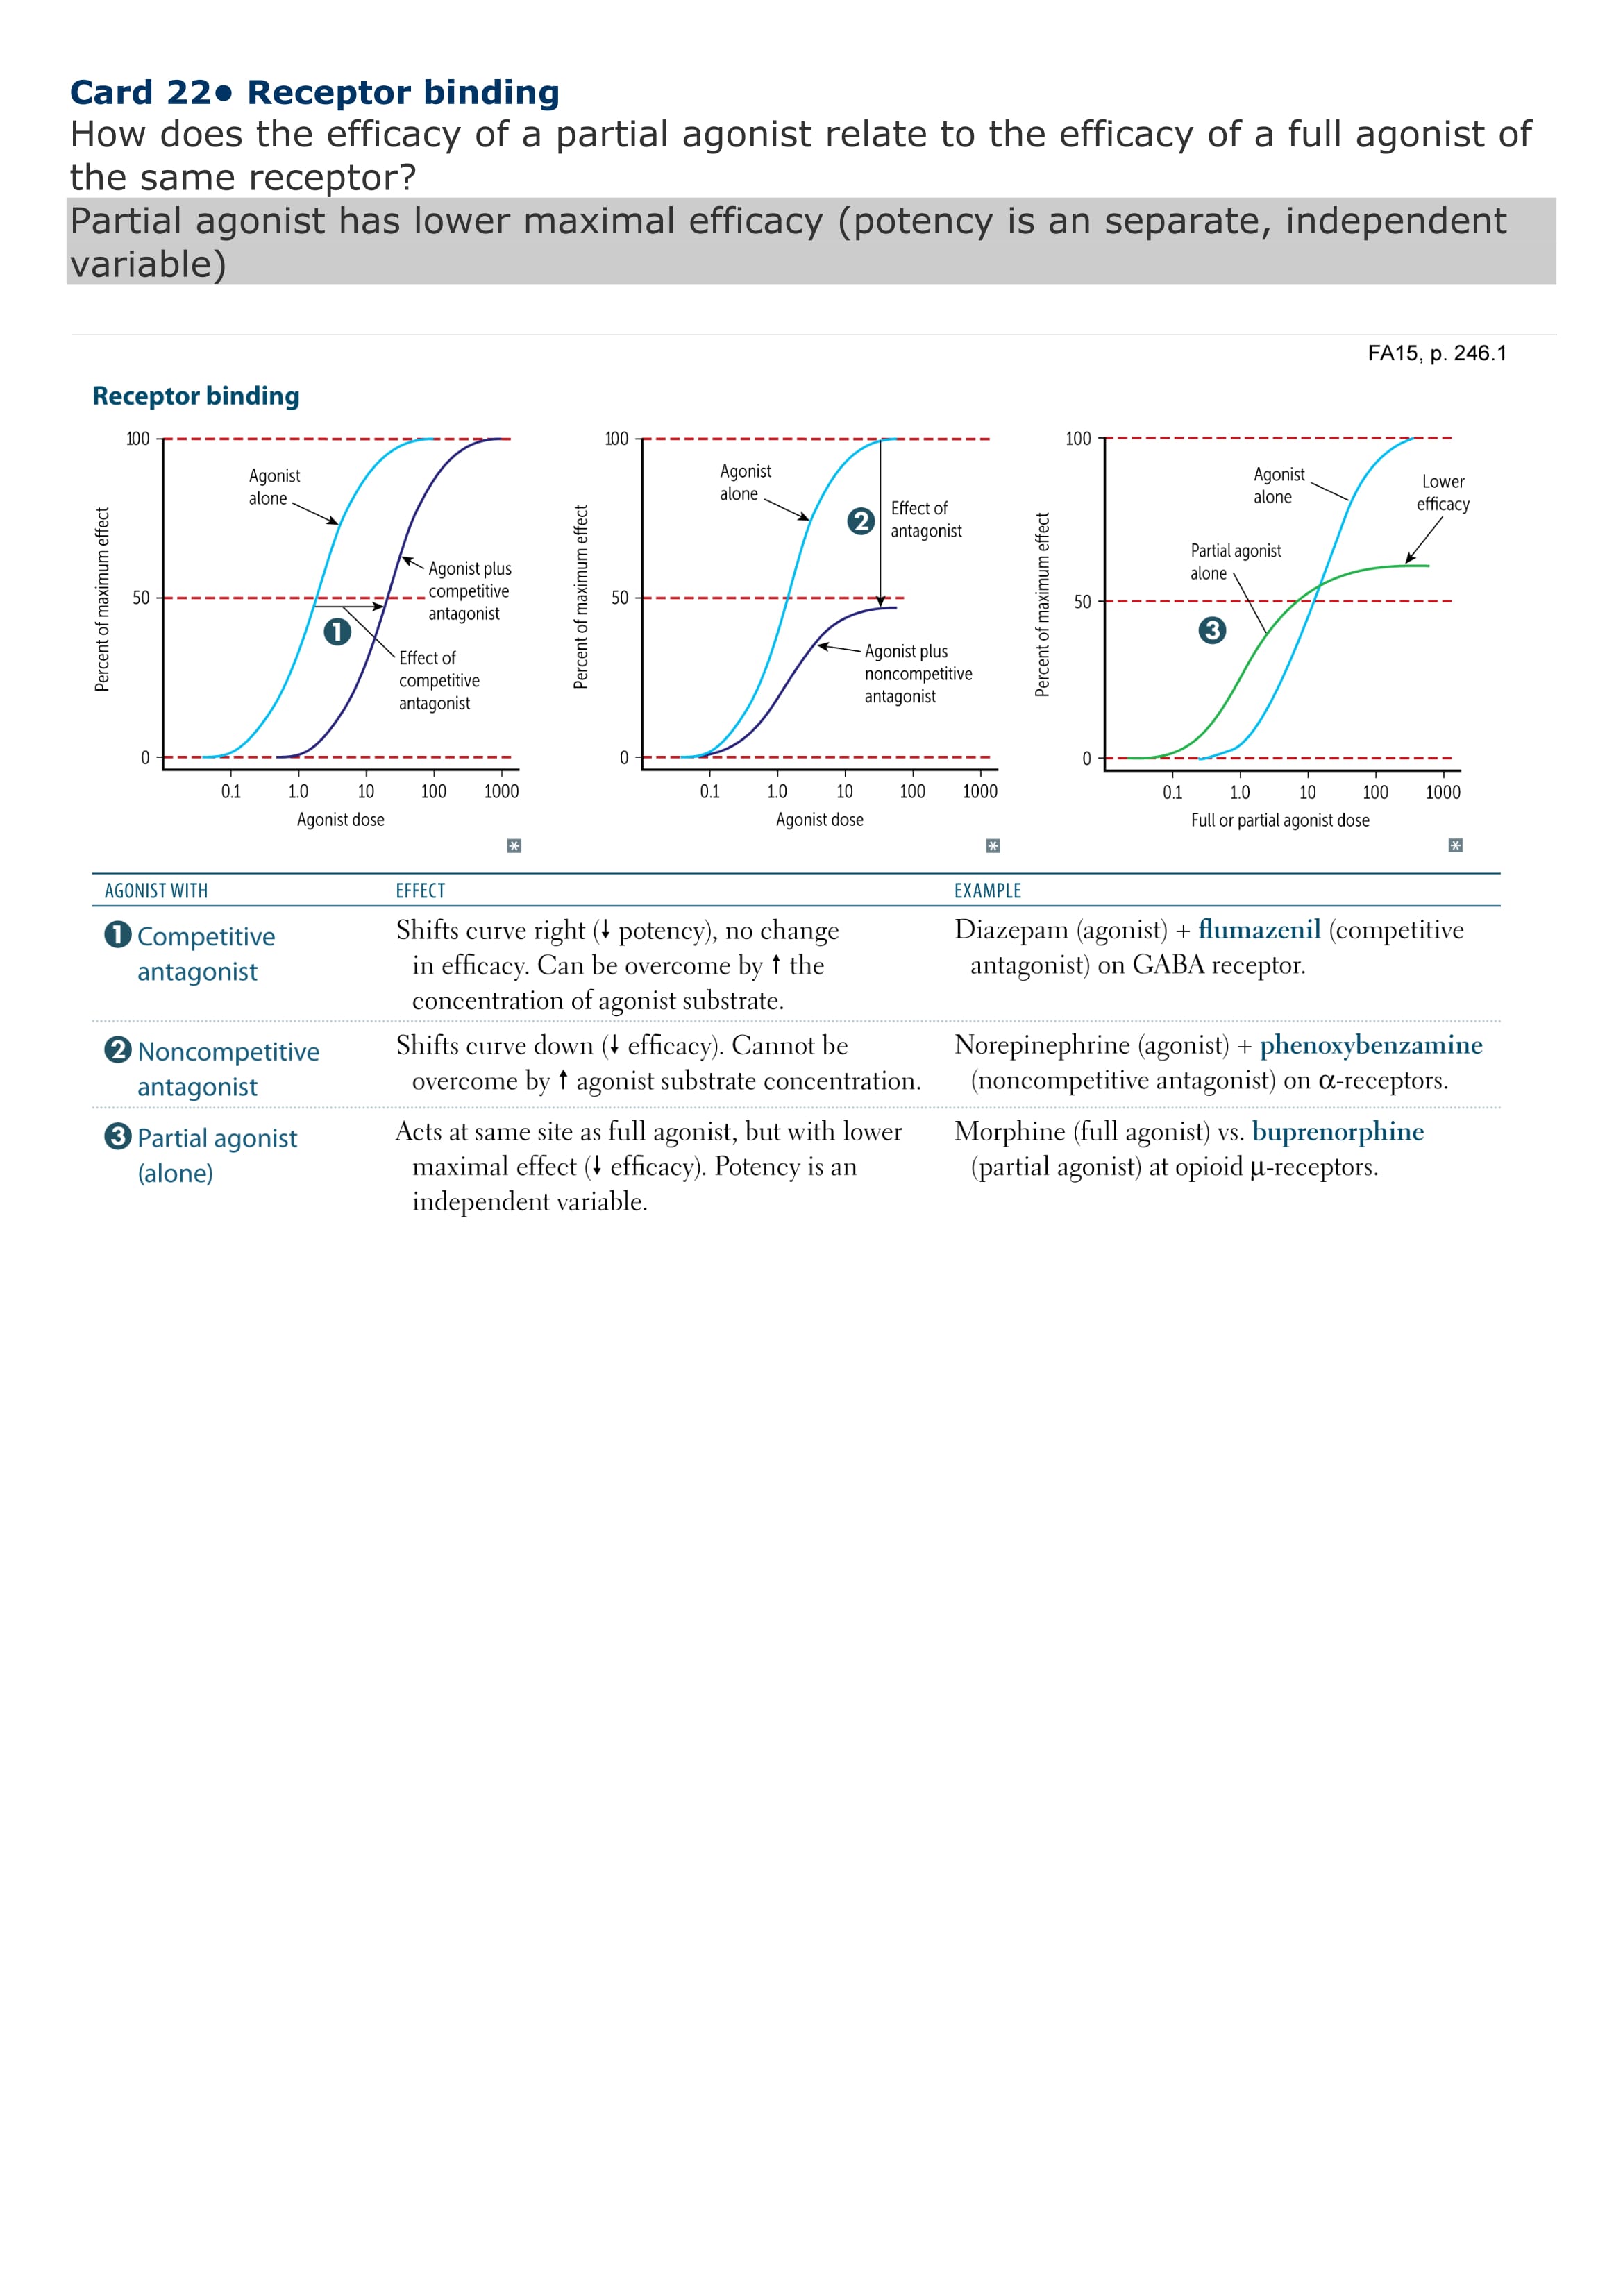 Card 22• Receptor binding
How does the efficacy of a partial agonist relate to the efficacy of a full agonist of
the same receptor?
Partial agonist has lower maximal efficacy (potency is an separate, independent
variable)
FA15, p. 246.1
Receptor binding
Percent of maximum effect
100
50
0
Agonist
alone
Agonist plus
competitive
antagonist
1
Effect of
competitive
antagonist
0.1 1.0 10 100 1000
Agonist dose
Percent of maximum effect
100
50
0
Agonist
alone
2
Effect of
antagonist
Agonist plus
noncompetitive
antagonist
0.1 1.0 10 100 1000
Agonist dose
Percent of maximum effect
100
50
0
Agonist
alone
Lower
efficacy
Partial agonist
alone
3
0.1 1.0 10 100 1000
Full or partial agonist dose
AGONIST WITH EFFECT EXAMPLE
1 Competitive
antagonist
Shifts curve right (↓ potency), no change
in efficacy. Can be overcome by ↑ the
concentration of agonist substrate.
Diazepam (agonist) + flumazenil (competitive
antagonist) on GABA receptor.
2 Noncompetitive
antagonist
Shifts curve down (↓ efficacy). Cannot be
overcome by ↑ agonist substrate concentration.
Norepinephrine (agonist) + phenoxybenzamine
(noncompetitive antagonist) on α-receptors.
3 Partial agonist
(alone)
Acts at same site as full agonist, but with lower
maximal effect (↓ efficacy). Potency is an
independent variable.
Morphine (full agonist) vs. buprenorphine
(partial agonist) at opioid μ-receptors.